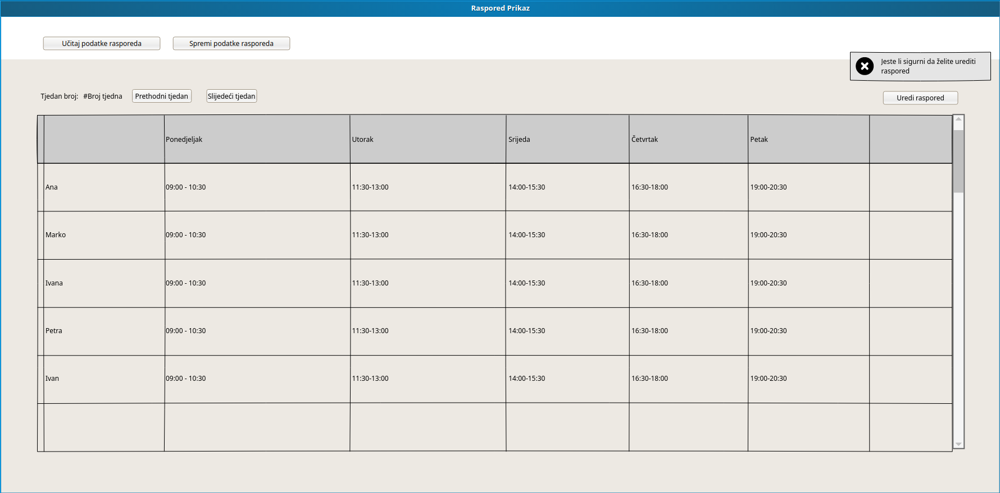 Raspored Prikaz
Učitaj podatke rasporeda Spremi podatke rasporeda
Jeste li sigurni da želite urediti
raspored
Tjedan broj: #Broj tjedna Prethodni tjedan Slijedeći tjedan Uredi raspored
Ponedjeljak Utorak Srijeda Četvrtak Petak
Ana 09:00 - 10:30 11:30-13:00 14:00-15:30 16:30-18:00 19:00-20:30
Marko 09:00 - 10:30 11:30-13:00 14:00-15:30 16:30-18:00 19:00-20:30
Ivana 09:00 - 10:30 11:30-13:00 14:00-15:30 16:30-18:00 19:00-20:30
Petra 09:00 - 10:30 11:30-13:00 14:00-15:30 16:30-18:00 19:00-20:30
Ivan 09:00 - 10:30 11:30-13:00 14:00-15:30 16:30-18:00 19:00-20:30